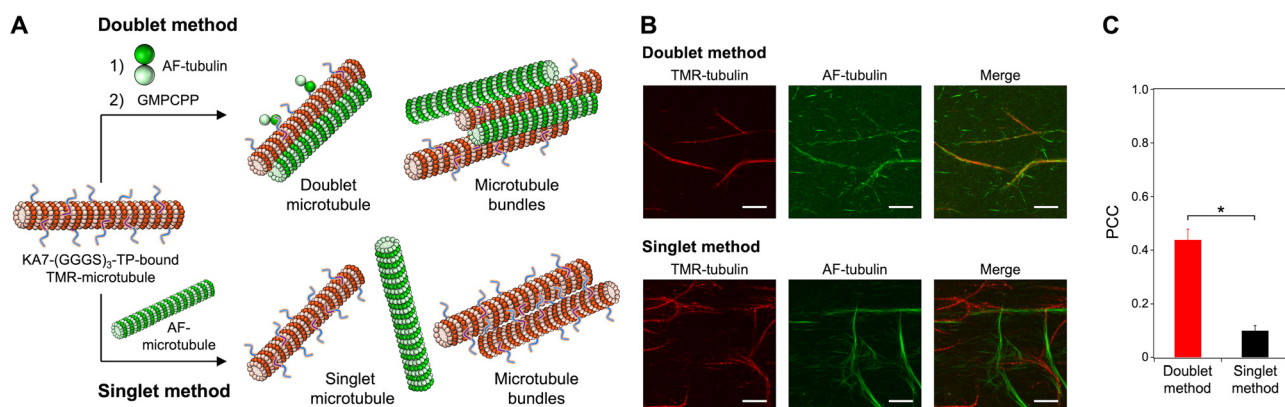 A
Doublet method
1) AF-tubulin
2) GMPCPP
KA7-(GGGS)₃-TP-bound
TMR-microtubule
AF-
microtubule
Singlet method
Doublet
microtubule
Microtubule
bundles
Singlet
microtubule
Microtubule
bundles
B
Doublet method
TMR-tubulin AF-tubulin Merge
Singlet method
TMR-tubulin AF-tubulin Merge
C
PCC
1.0
0.8
0.6
0.4
0.2
0
*
Doublet
method
Singlet
method